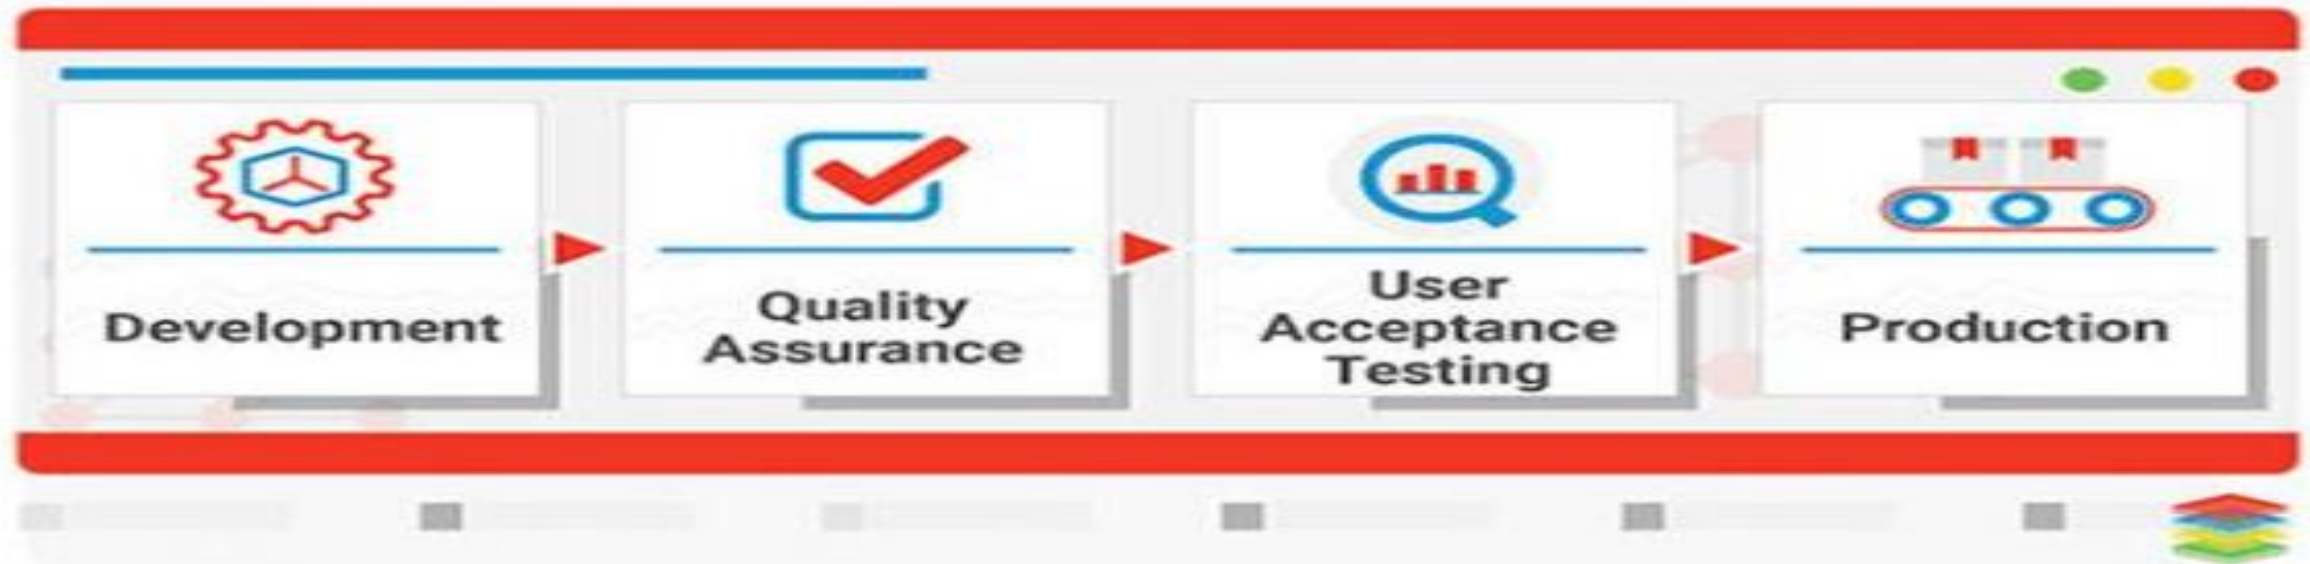 Development
Quality
Assurance
User
Acceptance
Testing
Production